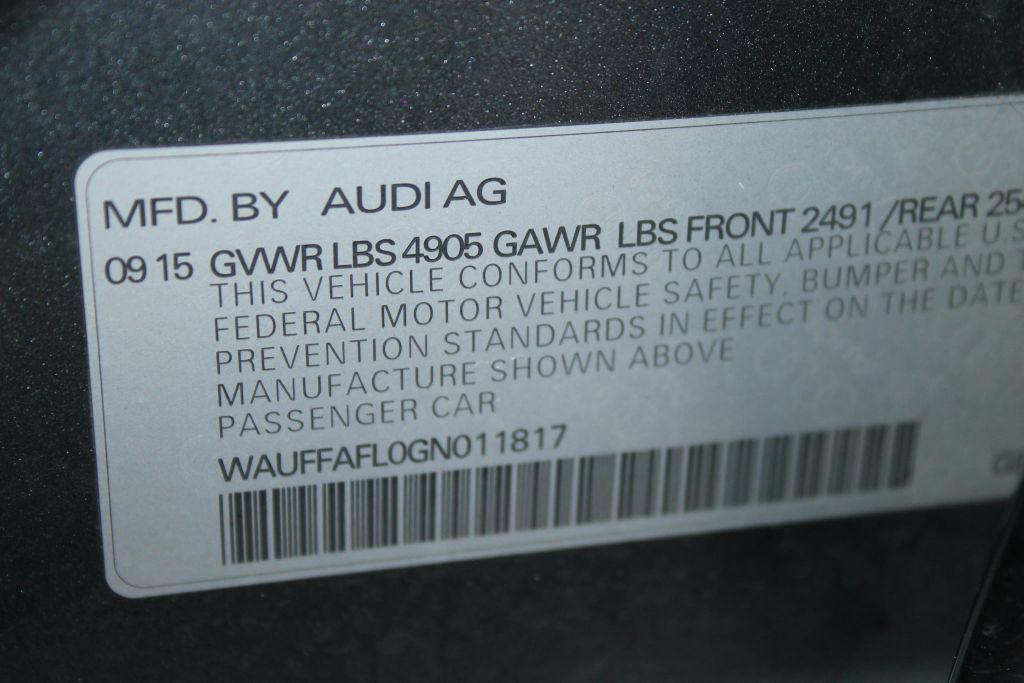 MFD. BY AUDI AG
09 15 GVWR LBS 4905 GAWR LBS FRONT 2491 /REAR
THIS VEHICLE CONFORMS TO ALL APPLICABLE U S
FEDERAL MOTOR VEHICLE SAFETY, BUMPER AND
PREVENTION STANDARDS IN EFFECT ON THE DATE
MANUFACTURE SHOWN ABOVE
PASSENGER CAR
WAUFFAFL0GN011817